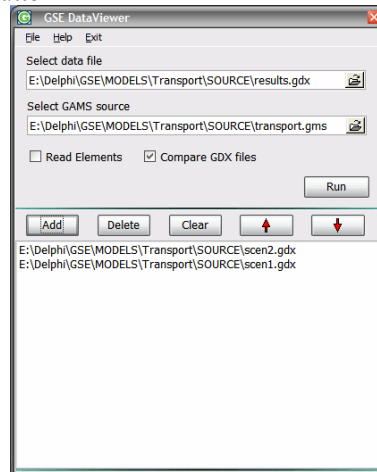 GSE DataViewer
File Help Exit
Select data file
E:\Delphi\GSE\MODELS\Transport\SOURCE\results.gdx
Select GAMS source
E:\Delphi\GSE\MODELS\Transport\SOURCE\transport.gms
Read Elements Compare GDX files
Run
Add Delete Clear
E:\Delphi\GSE\MODELS\Transport\SOURCE\scen2.gdx
E:\Delphi\GSE\MODELS\Transport\SOURCE\scen1.gdx